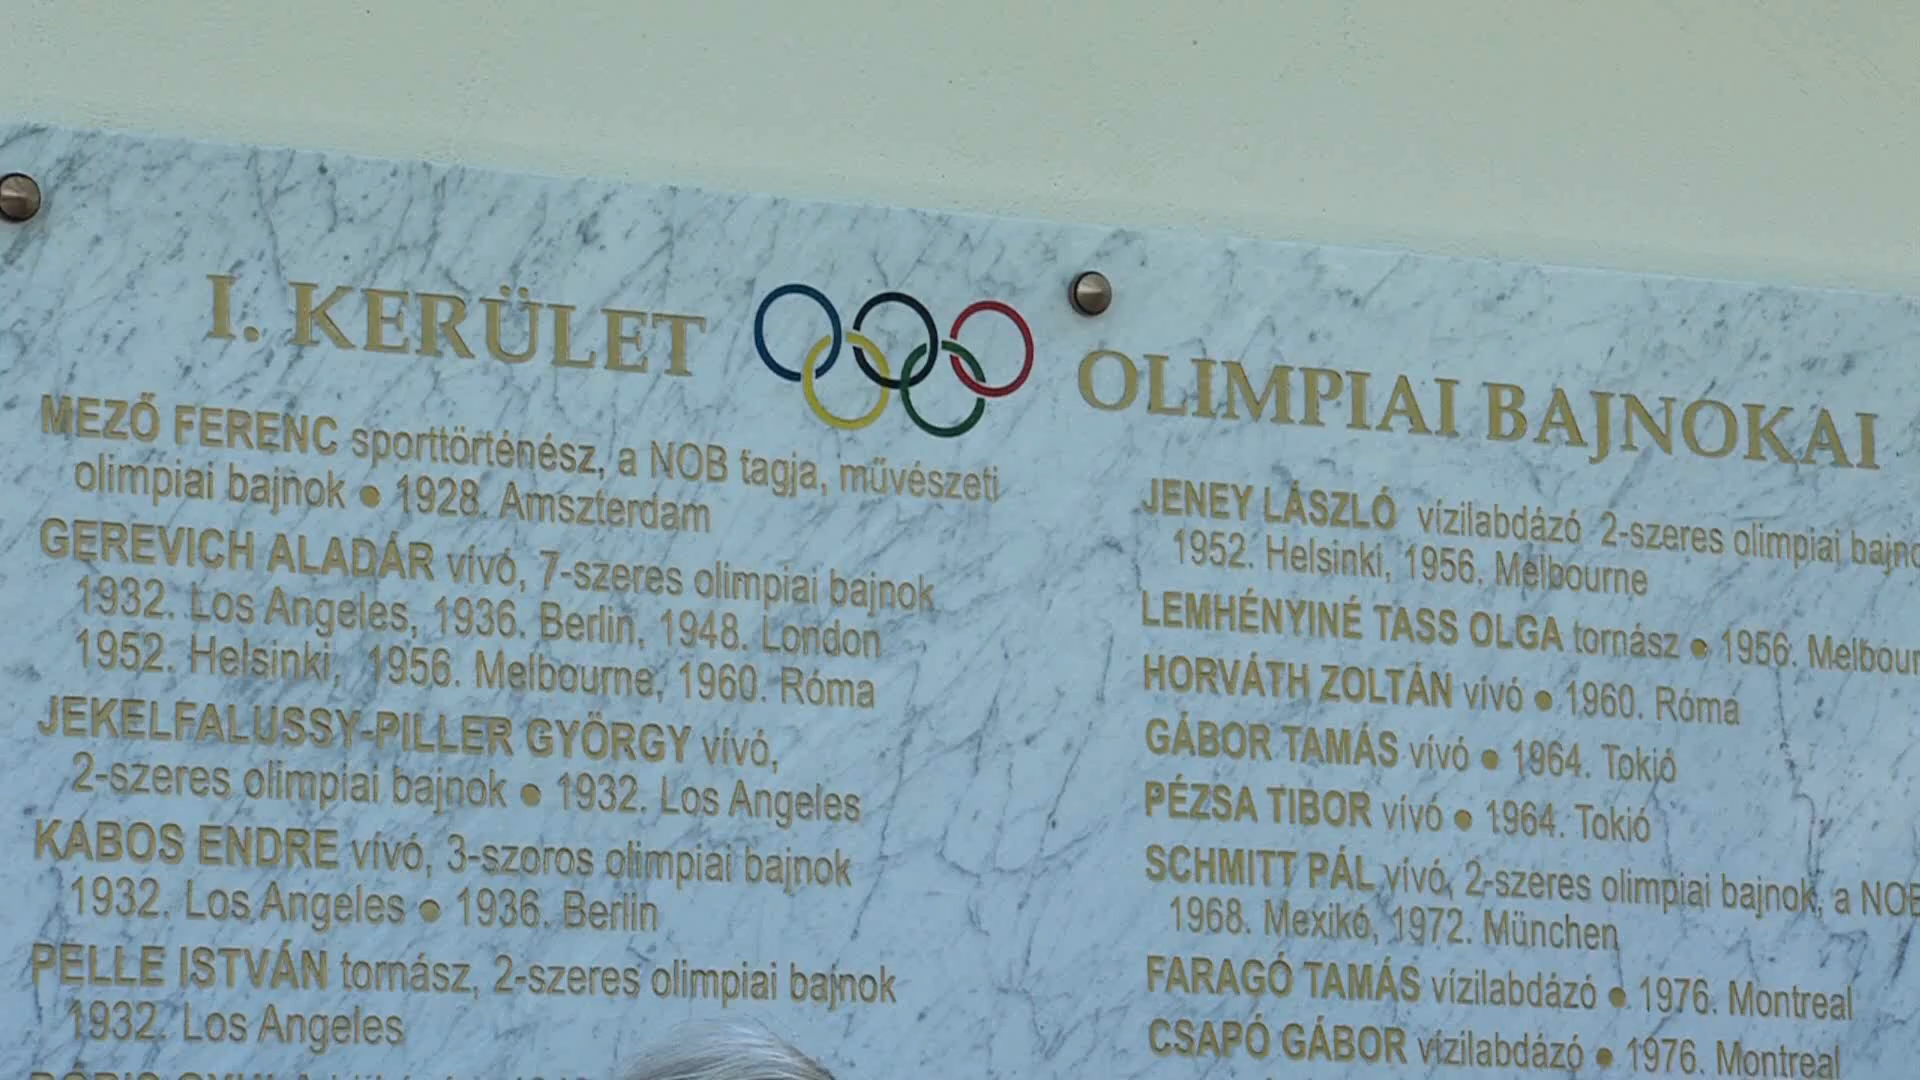 I. KERÜLET OLIMPIAI BAJNOKAI
MEZŐ FERENC sporttörténész, a NOB tagja, művészeti
olimpiai bajnok • 1928. Amszterdam
GEREVICH ALADÁR vívó, 7-szeres olimpiai bajnok
1932. Los Angeles, 1936. Berlin, 1948. London
1952. Helsinki, 1956. Melbourne, 1960. Róma
JEKELFALUSSY-PILLER GYÖRGY vívó,
2-szeres olimpiai bajnok • 1932. Los Angeles
KABOS ENDRE vívó, 3-szoros olimpiai bajnok
1932. Los Angeles • 1936. Berlin
PELLE ISTVÁN tornász, 2-szeres olimpiai bajnok
1932. Los Angeles
JENEY LÁSZLÓ vízilabdázó 2-szeres olimpiai
1952. Helsinki, 1956. Melbourne
LEMHÉNYINÉ TASS OLGA tornász • 1956.
HORVÁTH ZOLTÁN vívó • 1960. Róma
GÁBOR TAMÁS vívó • 1964. Tokió
PÉZSA TIBOR vívó • 1964. Tokió
SCHMITT PÁL vívó, 2-szeres olimpiai bajnok, a NOB
1968. Mexikó, 1972. München
FARAGÓ TAMÁS vízilabdázó • 1976. Montreal
CSAPÓ GÁBOR vízilabdázó • 1976. Montreal